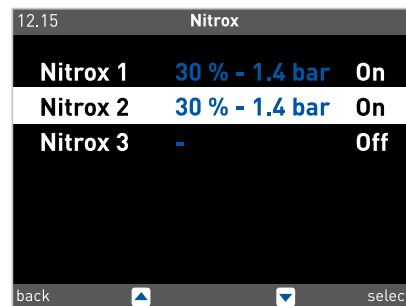 12.15 Nitrox
Nitrox 1 30 % - 1.4 bar On
Nitrox 2 30 % - 1.4 bar On
Nitrox 3 - Off
back selec